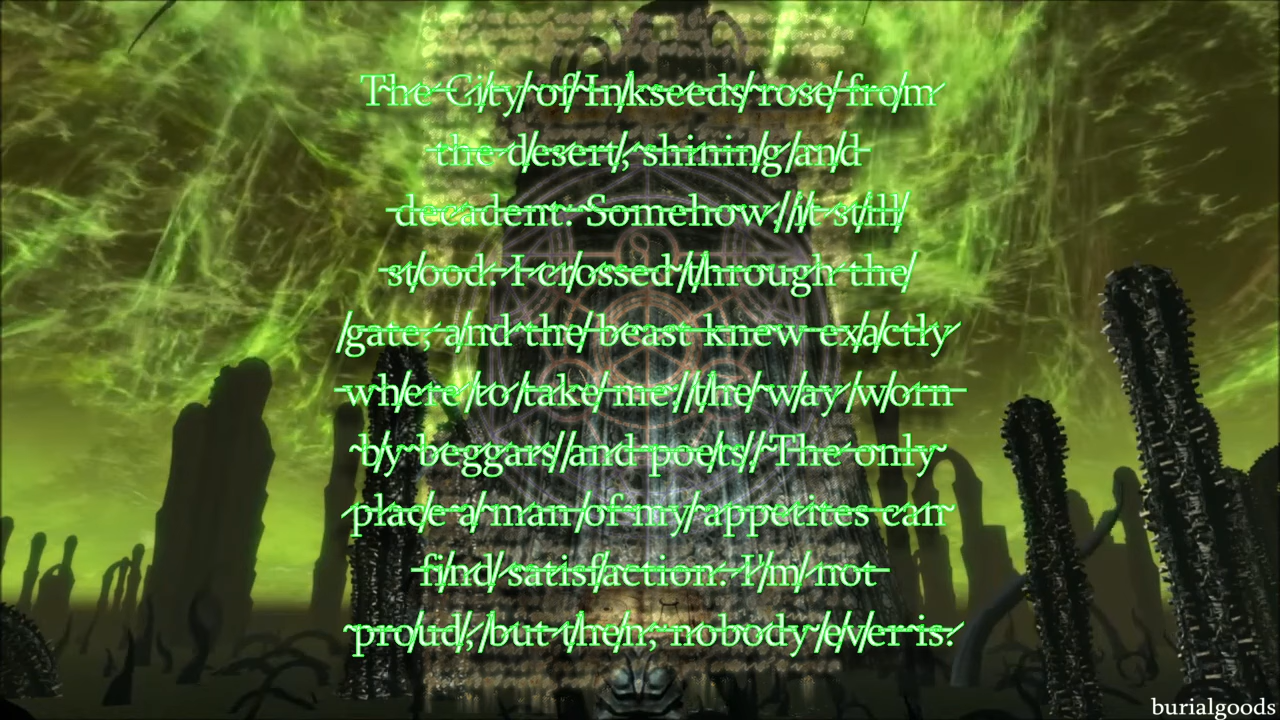 The City of Inkseeds rose from
the desert, shining and
decadent. Somehow, it still
stood. I crossed through the
gate, and the beast knew exactly
where to take me, the way worn
by beggars and poets. The only
place a man of my appetites can
find satisfaction. I'm not
proud, but then, nobody ever is.
burialgoods